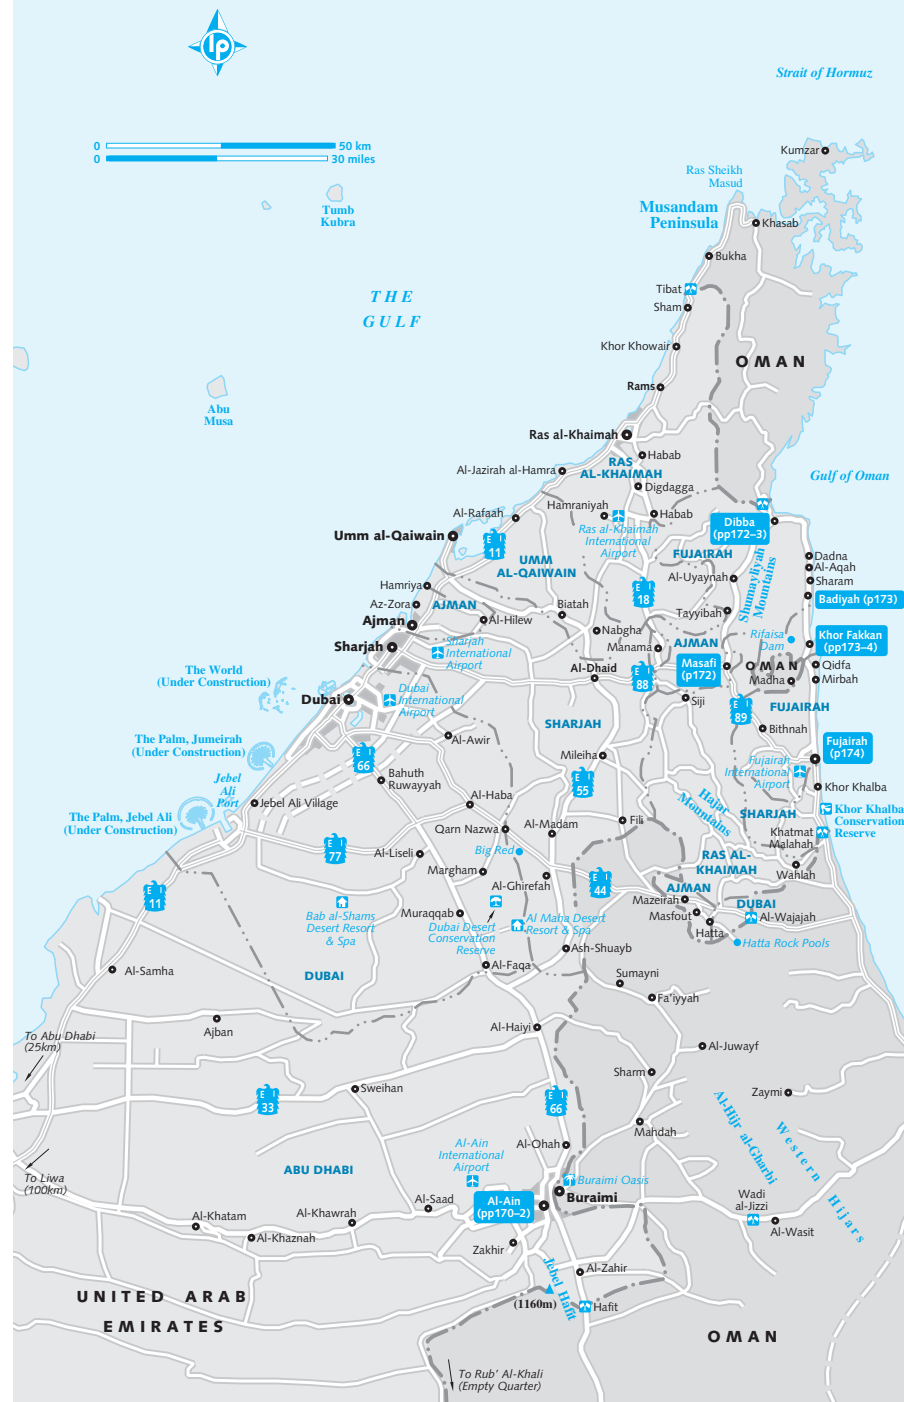 lp
Strait of Hormuz
0 50 km
0 30 miles
Kumzar
Ras Sheikh
Masud
Tumb
Kubra
Musandam
Peninsula
Khasab
Bukha
THE
GULF
Tibat
Sham
Khor Khowair
OMAN
Rams
Abu
Musa
Ras al-Khaimah
Habab
RAS
AL-KHAIMAH
Al-Jazirah al-Hamra
Gulf of Oman
Digdagga
Hamraniyah
Al-Rafaah
Habab
Dibba
(pp172–3)
Ras al-Khaimah
International
Airport
Umm al-Qaiwain
E 11
UMM
AL-QAIWAIN
FUJAIRAH
Dadna
Al-Aqah
Sharam
Shumayliyah
Mountains
Al-Uyaynah
Hamriya
E 18
Badiyah (p173)
Az-Zora
AJMAN
Biatah
Tayyibah
Ajman
Al-Hilew
Nabgha
Rifaisa
Dam
Khor Fakkan
(pp173–4)
Sharjah
Sharjah
International
Airport
Manama
AJMAN
Masafi
(p172)
OMAN
Qidfa
Mirbah
Madha
The World
(Under Construction)
Al-Dhaid
E 88
Dubai
Dubai
International
Airport
Siji
E 89
FUJAIRAH
SHARJAH
Bithnah
The Palm, Jumeirah
(Under Construction)
Al-Awir
Fujairah
(p174)
E 66
Mileiha
Fujairah
International
Airport
Jebel
Ali
Port
Bahuth
Ruwayyah
E 55
Khor Khalba
Hajar
Mountains
Jebel Ali Village
Al-Haba
SHARJAH
Khor Khalba
Conservation
Reserve
The Palm, Jebel Ali
(Under Construction)
Qarn Nazwa
Al-Madam
Fili
Khatmat
Malahah
E 77
Al-Liseli
Big Red
RAS AL-
KHAIMAH
Wahlah
Margham
Al-Ghirefah
E 44
AJMAN
E 11
Mazeirah
DUBAI
Bab al-Shams
Desert Resort
& Spa
Muraqqab
Dubai Desert
Conservation
Reserve
Al Maha Desert
Resort & Spa
Masfout
Al-Wajajah
Hatta
Hatta Rock Pools
Ash-Shuayb
Al-Samha
DUBAI
Al-Faqa
Sumayni
Fa'iyyah
Ajban
Al-Haiyi
To Abu Dhabi
(25km)
Al-Juwayf
Sharm
Sweihan
Zaymi
E 33
E 66
Al-Hijr al-Gharbi
Western Hijars
Mahdah
Al-Ain
International
Airport
Al-Ohah
ABU DHABI
To Liwa
(100km)
Buraimi Oasis
Buraimi
Al-Ain
(pp170–2)
Wadi
al-Jizzi
Al-Saad
Al-Khawrah
Al-Khatam
Al-Wasit
Al-Khaznah
Zakhir
Jebel Hafit
Al-Zahir
(1160m)
Hafit
UNITED ARAB
EMIRATES
OMAN
To Rub' Al-Khali
(Empty Quarter)